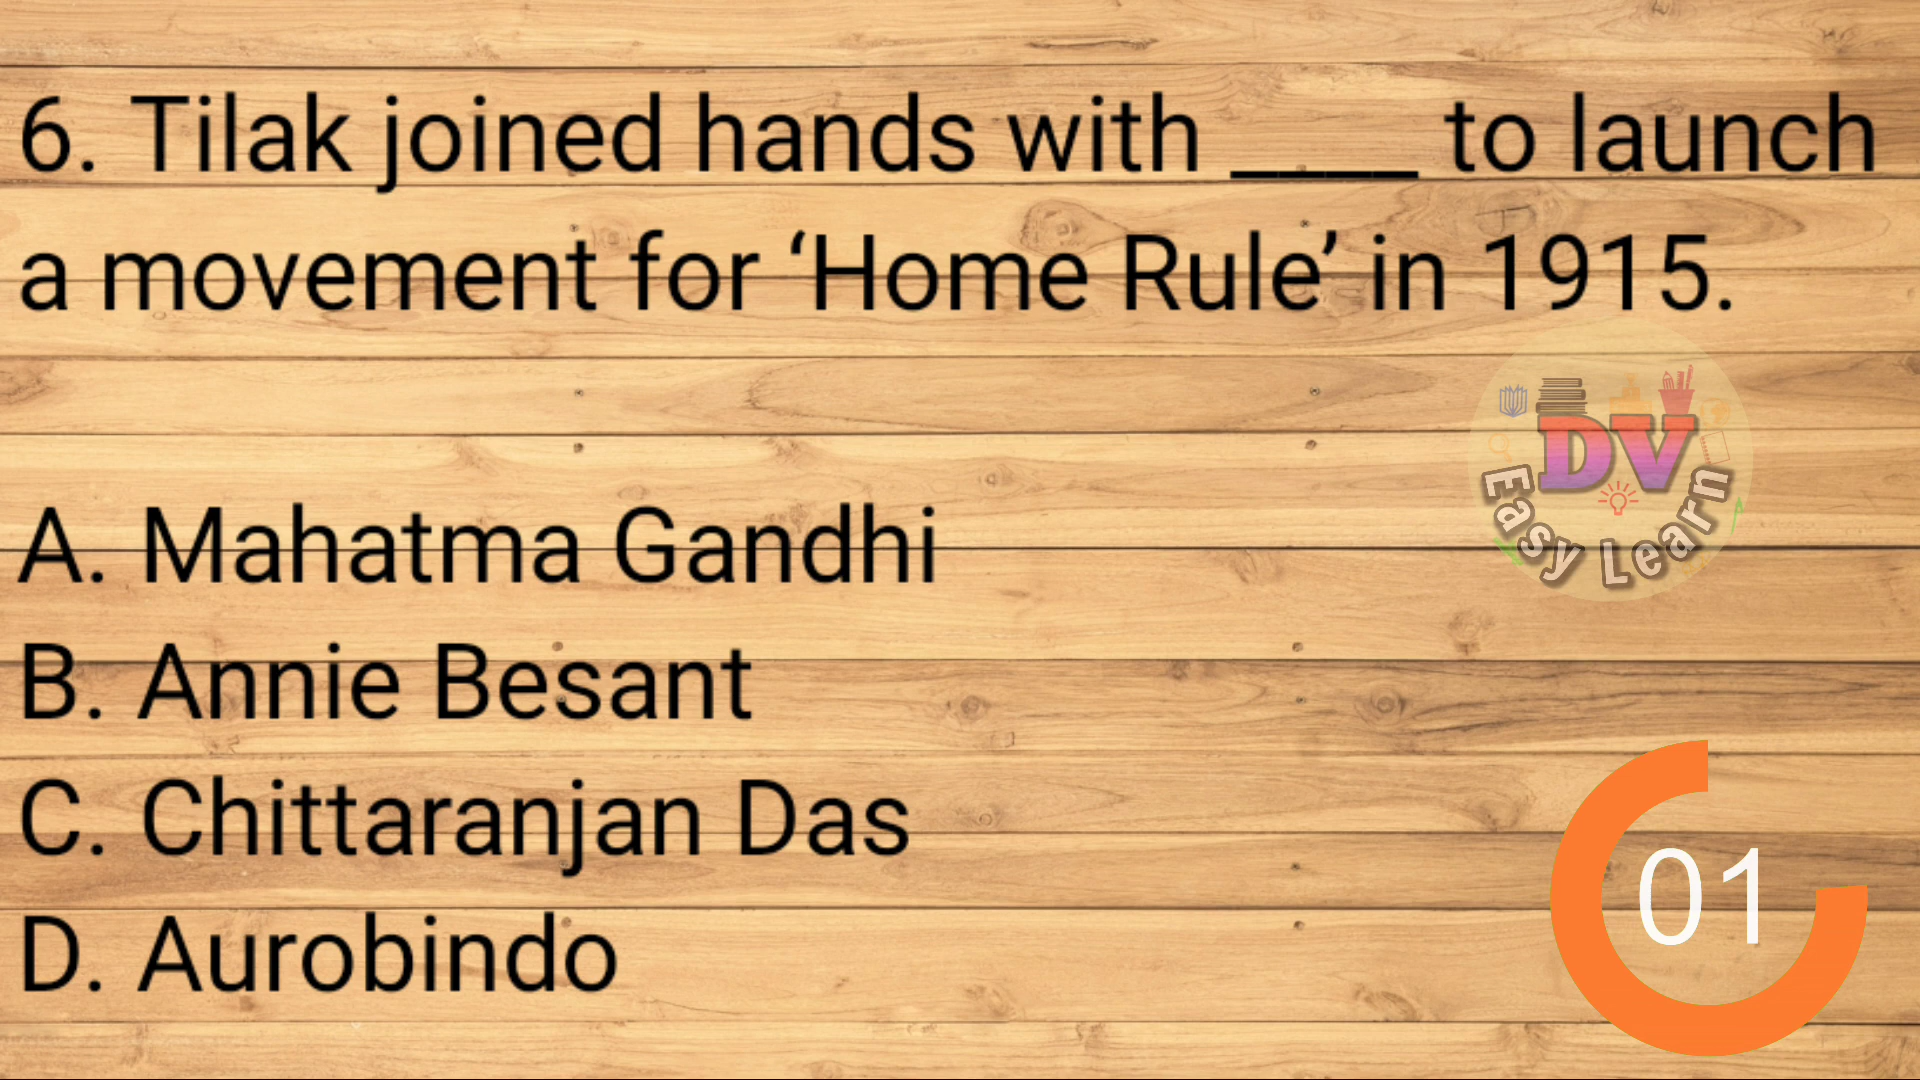 6. Tilak joined hands with ____ to launch
a movement for ‘Home Rule’ in 1915.
DV
Easy Learn
A. Mahatma Gandhi
B. Annie Besant
C. Chittaranjan Das
D. Aurobindo
01